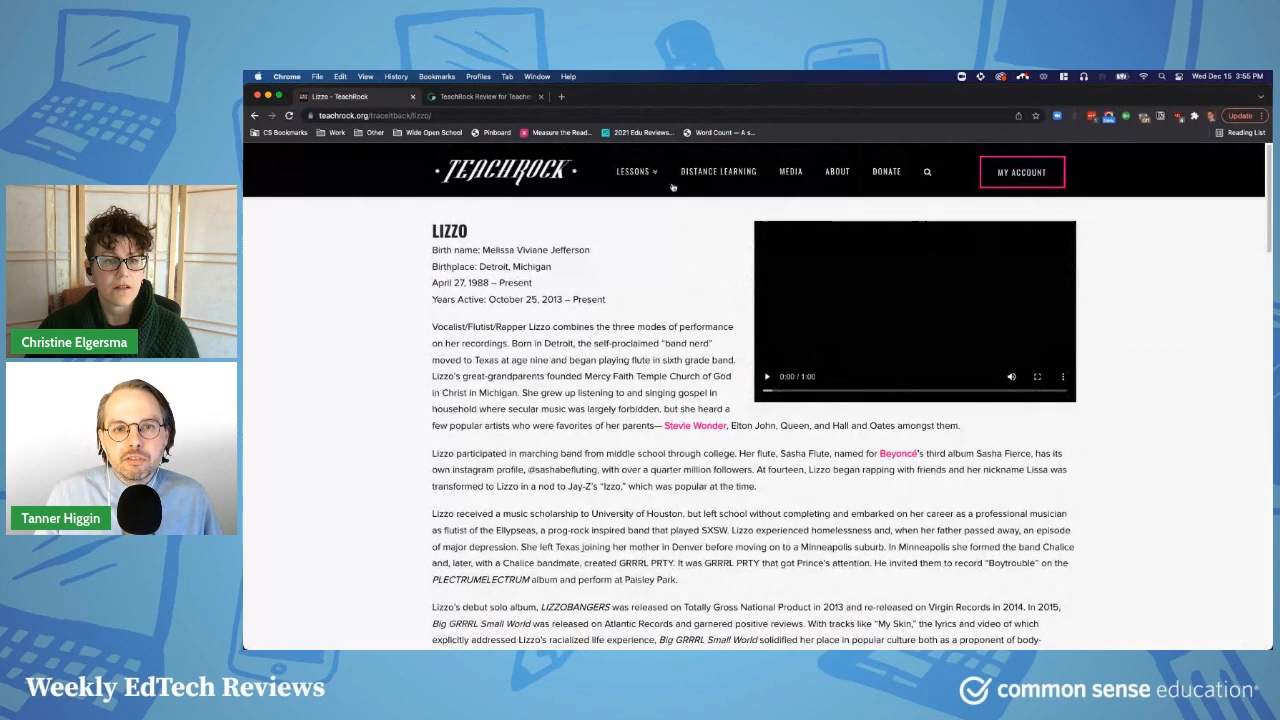 Chrome File Edit View History Bookmarks Profiles Tab Window Help Wed Dec 15 3:55 PM
Lizzo - TeachRock TeachRock Review for Teache
teachrock.org/traceitback/lizzo/ Update
CS Bookmarks Work Other Wide Open School Pinboard Measure the Read... 2021 Edu Reviews... Word Count — A s... Reading List
TEACHROCK LESSONS DISTANCE LEARNING MEDIA ABOUT DONATE MY ACCOUNT
LIZZO
Birth name: Melissa Viviane Jefferson
Birthplace: Detroit, Michigan
April 27, 1988 – Present
Years Active: October 25, 2013 – Present
Vocalist/Flutist/Rapper Lizzo combines the three modes of performance
on her recordings. Born in Detroit, the self-proclaimed “band nerd”
moved to Texas at age nine and began playing flute in sixth grade band.
Lizzo’s great-grandparents founded Mercy Faith Temple Church of God
in Christ in Michigan. She grew up listening to and singing gospel in
household where secular music was largely forbidden, but she heard a
few popular artists who were favorites of her parents— Stevie Wonder, Elton John, Queen, and Hall and Oates amongst them.
0:00 / 1:00
Lizzo participated in marching band from middle school through college. Her flute, Sasha Flute, named for Beyoncé’s third album Sasha Fierce, has its
own instagram profile, @sashabefluting, with over a quarter million followers. At fourteen, Lizzo began rapping with friends and her nickname Lissa was
transformed to Lizzo in a nod to Jay-Z’s “Izzo,” which was popular at the time.
Lizzo received a music scholarship to University of Houston, but left school without completing and embarked on her career as a professional musician
as flutist of the Ellypseas, a prog-rock inspired band that played SXSW. Lizzo experienced homelessness and, when her father passed away, an episode
of major depression. She left Texas joining her mother in Denver before moving on to a Minneapolis suburb. In Minneapolis she formed the band Chalice
and, later, with a Chalice bandmate, created GRRRL PRTY. It was GRRRL PRTY that got Prince’s attention. He invited them to record “Boytrouble” on the
PLECTRUMELECTRUM album and perform at Paisley Park.
Lizzo’s debut solo album, LIZZOBANGERS was released on Totally Gross National Product in 2013 and re-released on Virgin Records in 2014. In 2015,
Big GRRRL Small World was released on Atlantic Records and garnered positive reviews. With tracks like “My Skin,” the lyrics and video of which
explicitly addressed Lizzo’s racialized life experience, Big GRRRL Small World solidified her place in popular culture both as a proponent of body-
Christine Elgersma
Tanner Higgin
Weekly EdTech Reviews
common sense education